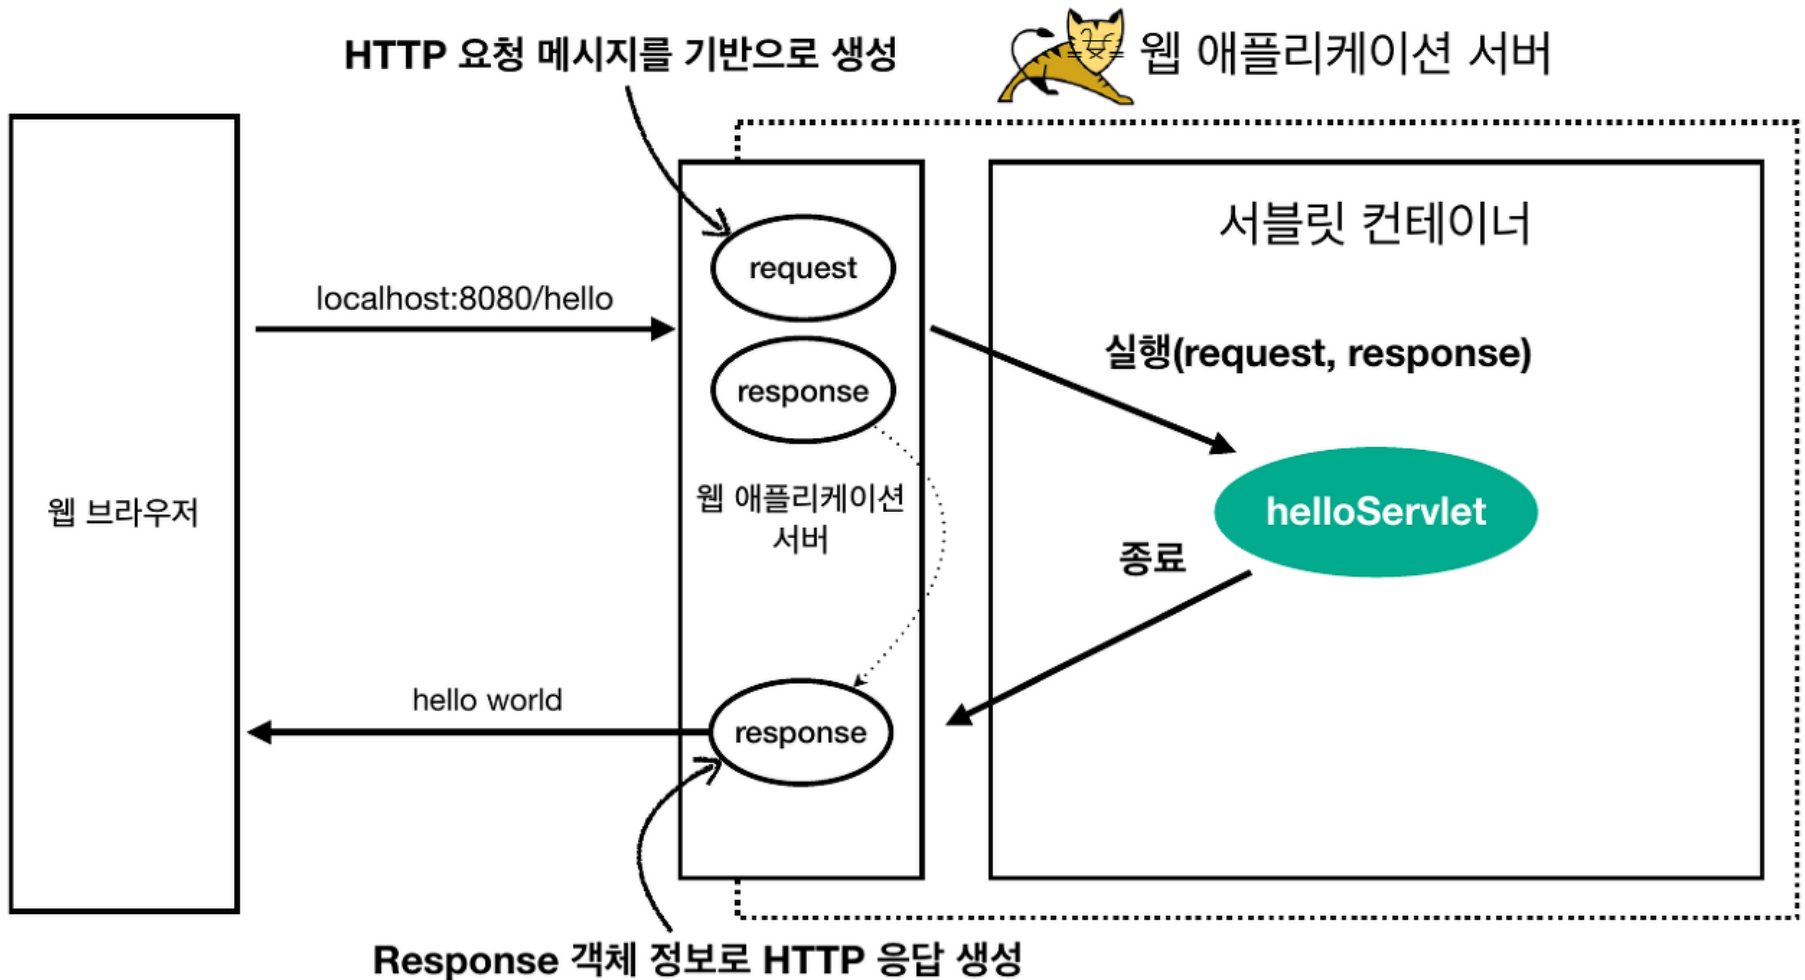 HTTP 요청 메시지를 기반으로 생성
웹 애플리케이션 서버
서블릿 컨테이너
request
localhost:8080/hello
실행(request, response)
response
웹 브라우저
웹 애플리케이션
서버
helloServlet
종료
hello world
response
Response 객체 정보로 HTTP 응답 생성